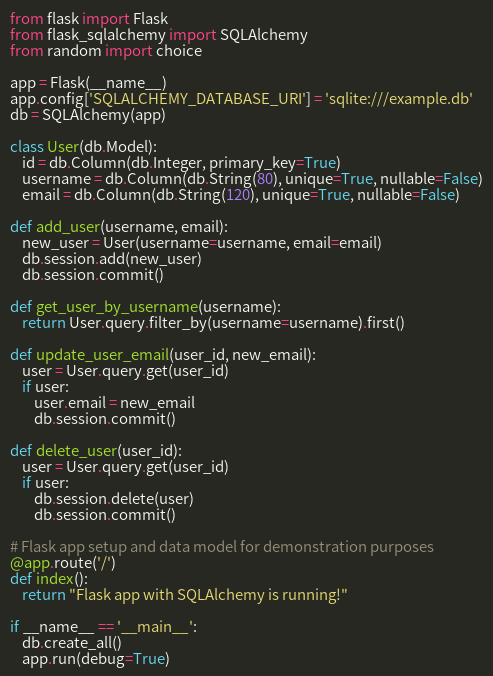 from flask import Flask
from flask_sqlalchemy import SQLAlchemy
from random import choice

app = Flask(__name__)
app.config['SQLALCHEMY_DATABASE_URI'] = 'sqlite:///example.db'
db = SQLAlchemy(app)

class User(db.Model):
    id = db.Column(db.Integer, primary_key=True)
    username = db.Column(db.String(80), unique=True, nullable=False)
    email = db.Column(db.String(120), unique=True, nullable=False)

def add_user(username, email):
    new_user = User(username=username, email=email)
    db.session.add(new_user)
    db.session.commit()

def get_user_by_username(username):
    return User.query.filter_by(username=username).first()

def update_user_email(user_id, new_email):
    user = User.query.get(user_id)
    if user:
        user.email = new_email
        db.session.commit()

def delete_user(user_id):
    user = User.query.get(user_id)
    if user:
        db.session.delete(user)
        db.session.commit()

# Flask app setup and data model for demonstration purposes
@app.route('/')
def index():
    return "Flask app with SQLAlchemy is running!"

if __name__ == '__main__':
    db.create_all()
    app.run(debug=True)